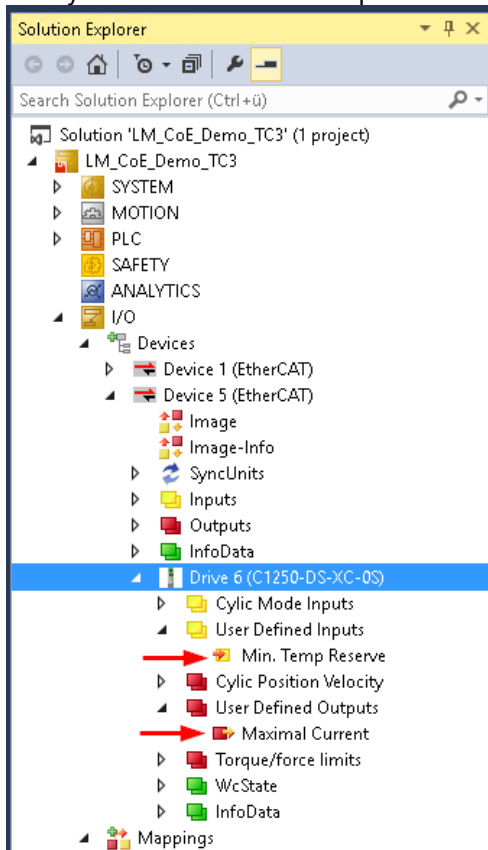 Solution Explorer
Search Solution Explorer (Ctrl+ü)
Solution 'LM_CoE_Demo_TC3' (1 project)
LM_CoE_Demo_TC3
SYSTEM
MOTION
PLC
SAFETY
ANALYTICS
I/O
Devices
Device 1 (EtherCAT)
Device 5 (EtherCAT)
Image
Image-Info
SyncUnits
Inputs
Outputs
InfoData
Drive 6 (C1250-DS-XC-0S)
Cylic Mode Inputs
User Defined Inputs
Min. Temp Reserve
Cylic Position Velocity
User Defined Outputs
Maximal Current
Torque/force limits
WcState
InfoData
Mappings